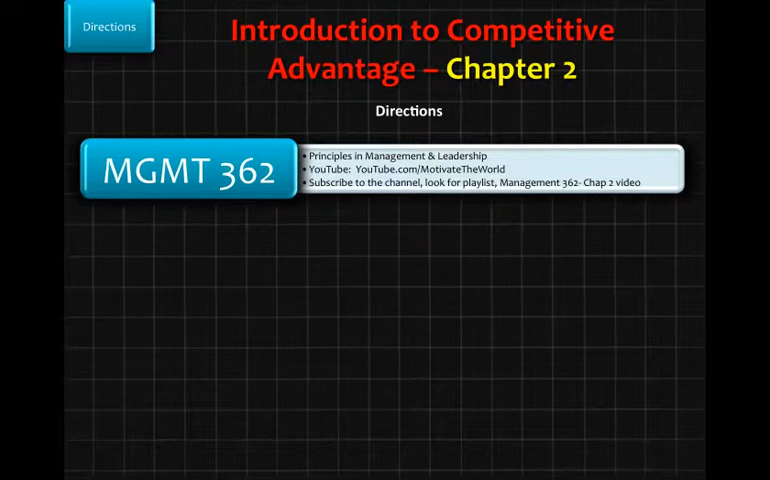 Directions
Introduction to Competitive
Advantage – Chapter 2
Directions
MGMT 362
• Principles in Management & Leadership
• YouTube: YouTube.com/MotivateTheWorld
• Subscribe to the channel, look for playlist, Management 362- Chap 2 video